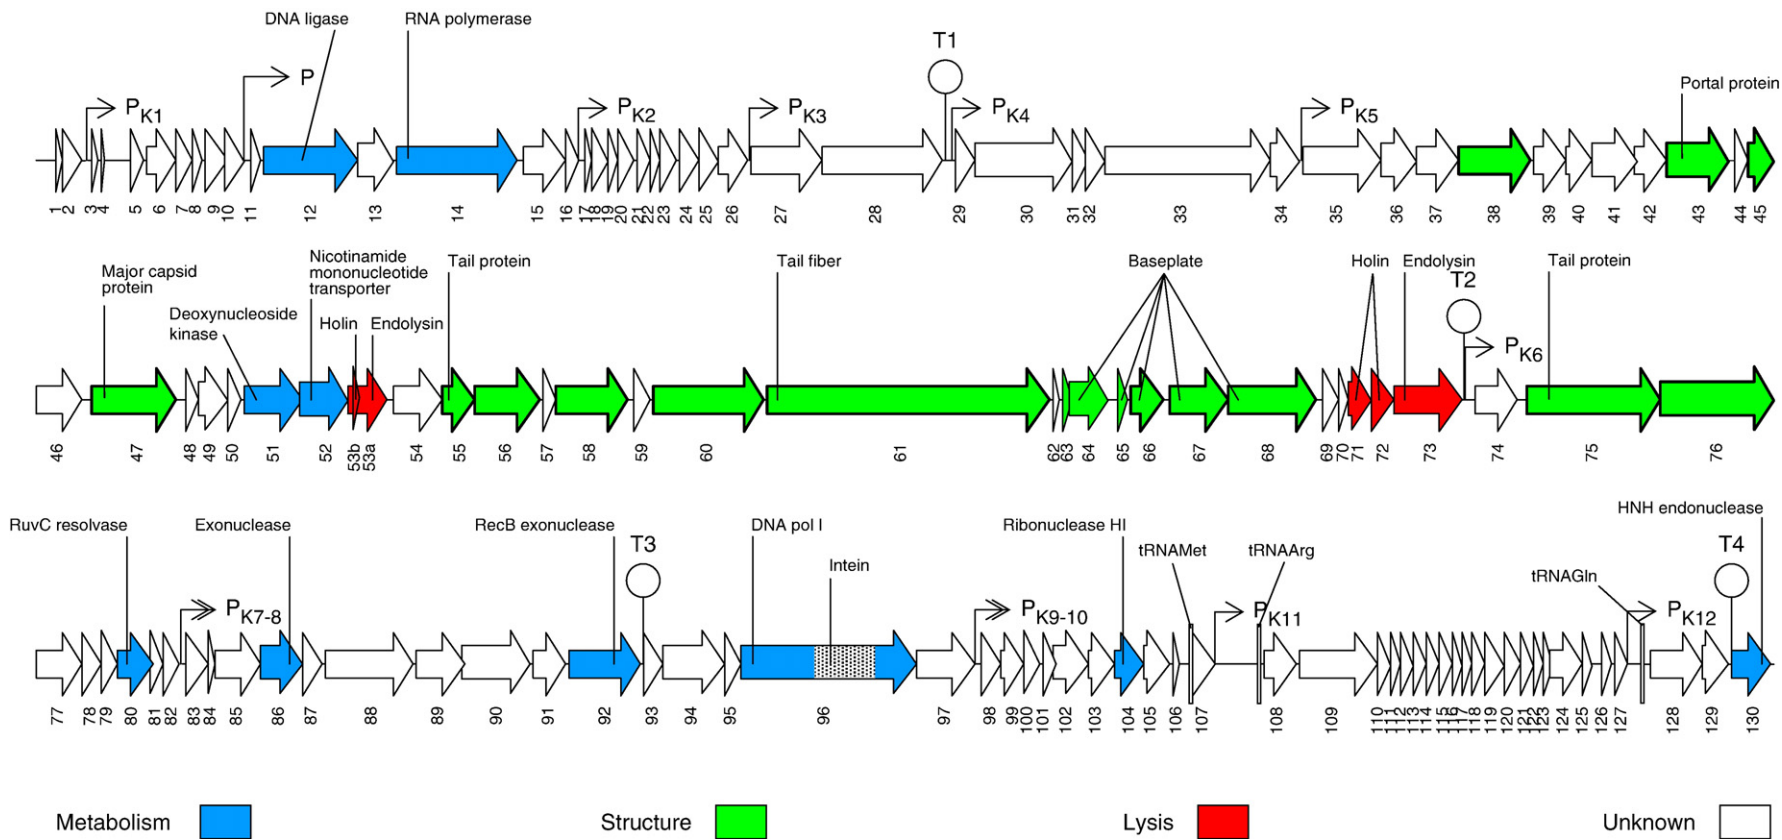 DNA ligase RNA polymerase
T1
P
Portal protein
PK1 PK2 PK3 PK4 PK5
1 2 3 4 5 6 7 8 9 10 11 12 13 14 15 16 17 18 19 20 21 22 23 24 25 26 27 28 29 30 31 32 33 34 35 36 37 38 39 40 41 42 43 44 45
Major capsid
protein
Deoxynucleoside
kinase
Nicotinamide
mononucleotide
transporter
Holin Endolysin
Tail protein
Tail fiber
Baseplate
Holin Endolysin
T2
PK6
Tail protein
46 47 48 49 50 51 52 53b 53a 54 55 56 57 58 59 60 61 62 63 64 65 66 67 68 69 70 71 72 73 74 75 76
RuvC resolvase Exonuclease RecB exonuclease DNA pol I Ribonuclease HI HNH endonuclease
T3
Intein
tRNAMet tRNAArg
tRNAGln
T4
PK7-8 PK9-10 PK11 PK12
77 78 79 80 81 82 83 84 85 86 87 88 89 90 91 92 93 94 95 96 97 98 99 100 101 102 103 104 105 106 107 108 109 110 111 112 113 114 115 116 117 118 119 120 121 122 123 124 125 126 127 128 129 130
Metabolism Structure Lysis Unknown